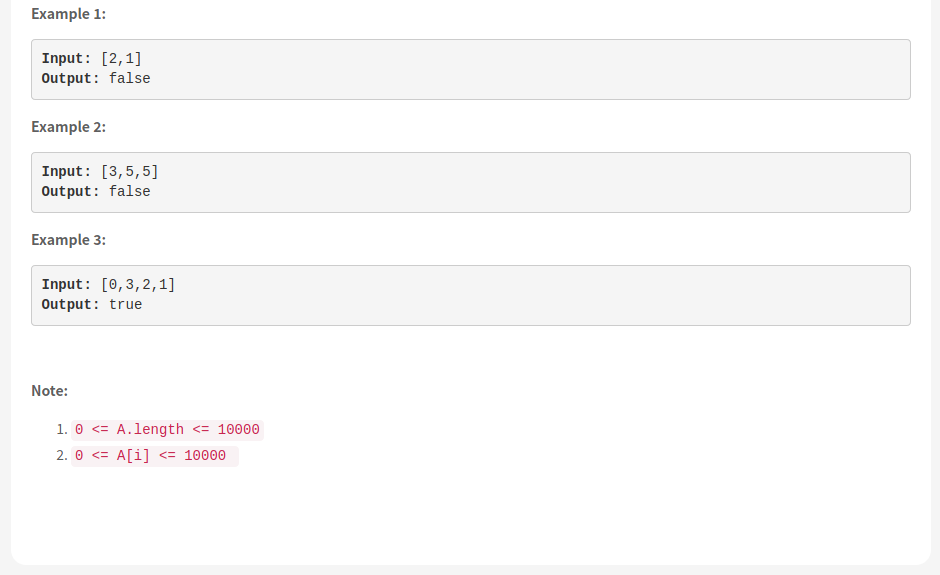 Example 1:
Input: [2,1]
Output: false
Example 2:
Input: [3,5,5]
Output: false
Example 3:
Input: [0,3,2,1]
Output: true
Note:
1. 0 <= A.length <= 10000
2. 0 <= A[i] <= 10000